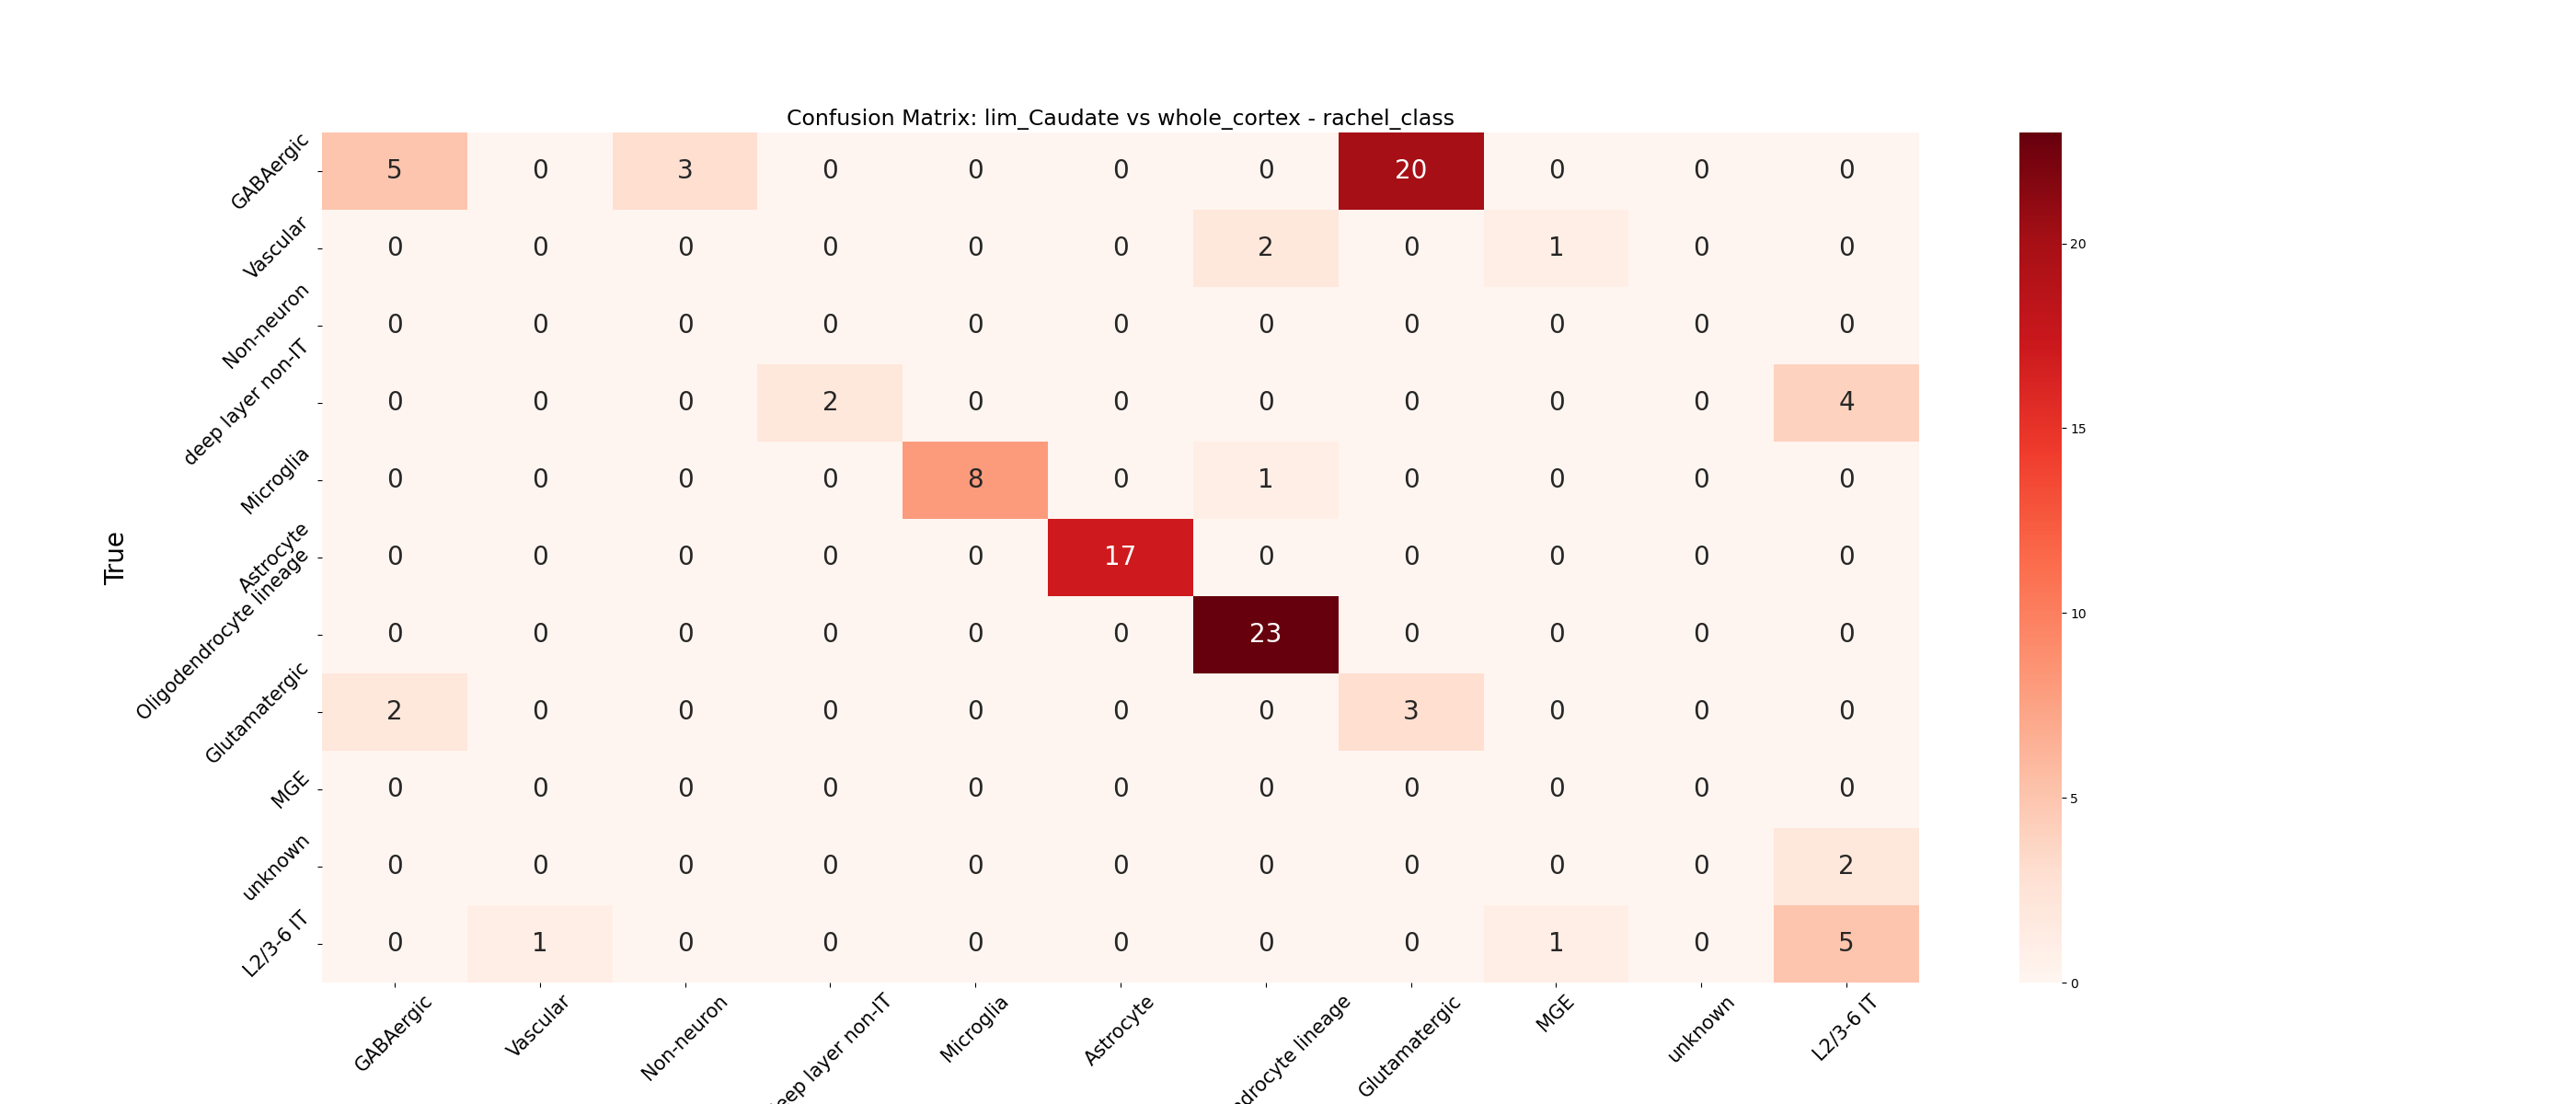 Confusion Matrix: lim_Caudate vs whole_cortex - rachel_class
True
GABAergic 5 0 3 0 0 0 0 20 0 0 0
Vascular 0 0 0 0 0 0 2 0 1 0 0
Non-neuron 0 0 0 0 0 0 0 0 0 0 0
deep layer non-IT 0 0 0 2 0 0 0 0 0 0 4
Microglia 0 0 0 0 8 0 1 0 0 0 0
Astrocyte 0 0 0 0 0 17 0 0 0 0 0
Oligodendrocyte lineage 0 0 0 0 0 0 23 0 0 0 0
Glutamatergic 2 0 0 0 0 0 0 3 0 0 0
MGE 0 0 0 0 0 0 0 0 0 0 0
unknown 0 0 0 0 0 0 0 0 0 0 2
L2/3-6 IT 0 1 0 0 0 0 0 0 1 0 5
GABAergic Vascular Non-neuron layer non-IT Microglia Astrocyte lineage Glutamatergic MGE unknown L2/3-6 IT
20
15
10
5
0